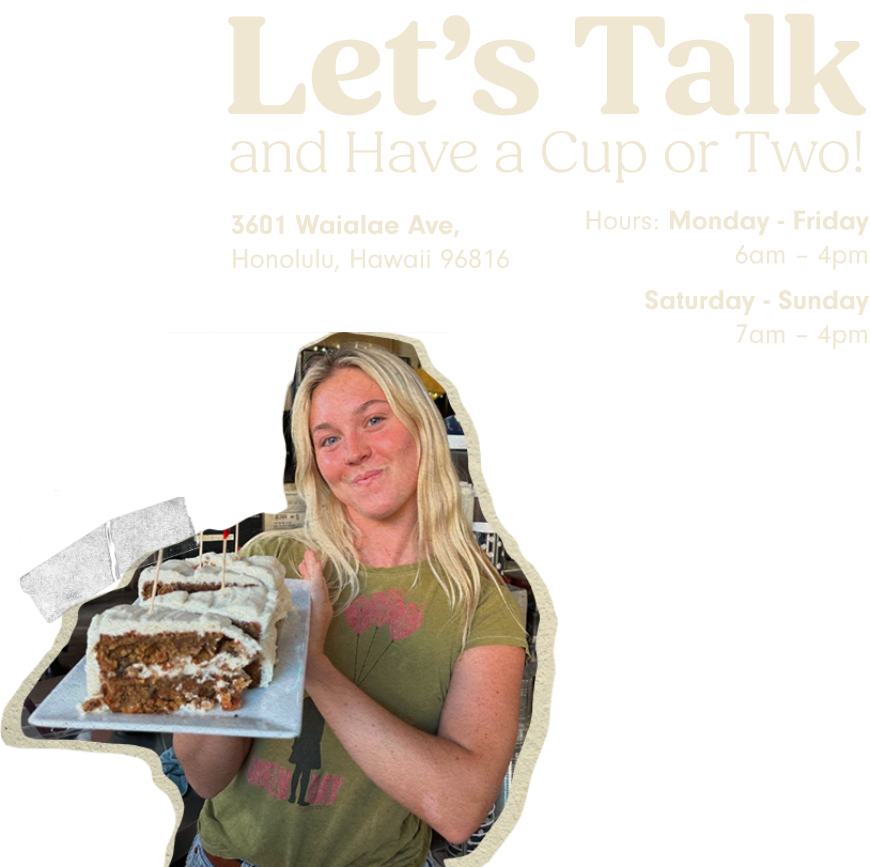 Let's Talk
and Have a Cup or Two!
3601 Waialae Ave,
Honolulu, Hawaii 96816
Hours: Monday - Friday
6am – 4pm
Saturday - Sunday
7am – 4pm